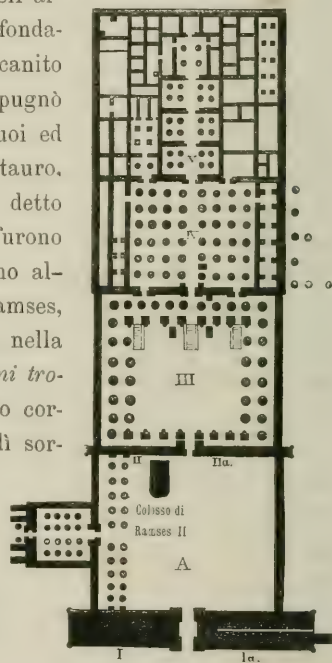 fonda-
canito
pugnò
uoi ed
tauro,
detto
furono
no al-
amses,
nella
ni tro-
o cor-
dì sor-
V
IV
III
II
IIa.
Colosso di
Ramses II
A
I
Ia.